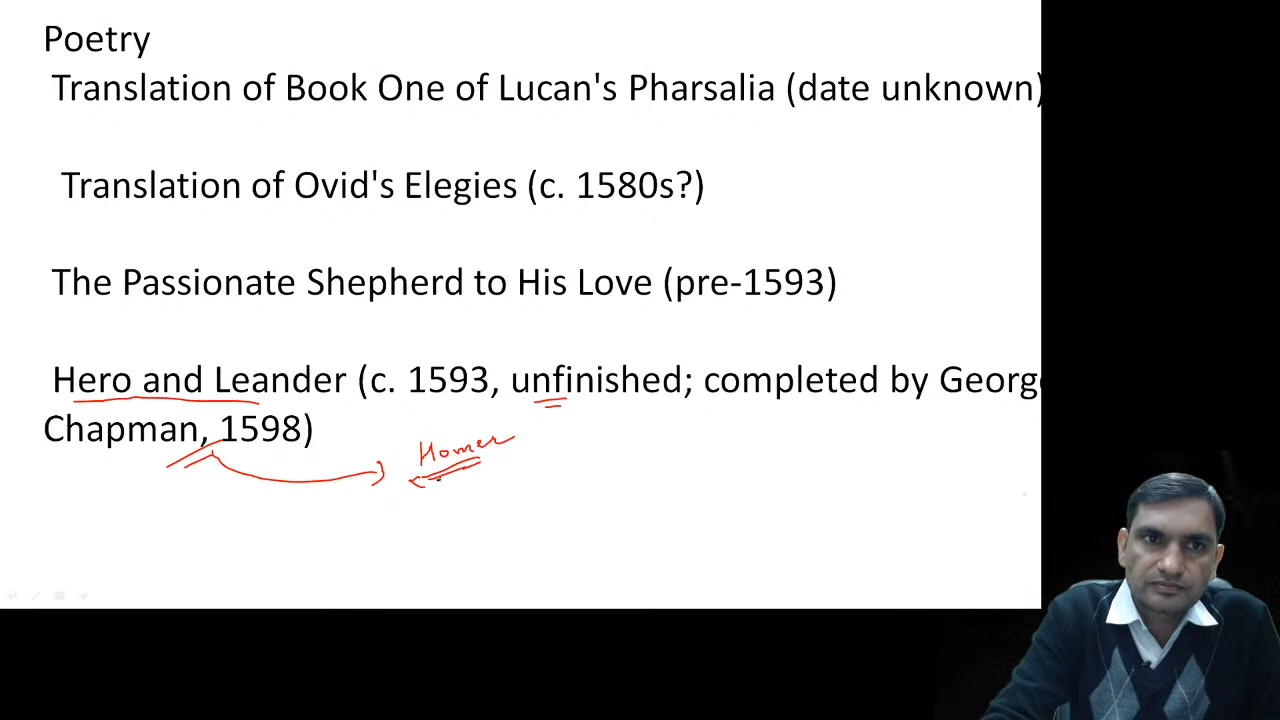 Poetry
Translation of Book One of Lucan's Pharsalia (date unknown)
Translation of Ovid's Elegies (c. 1580s?)
The Passionate Shepherd to His Love (pre-1593)
Hero and Leander (c. 1593, unfinished; completed by George
Chapman, 1598)
Homer